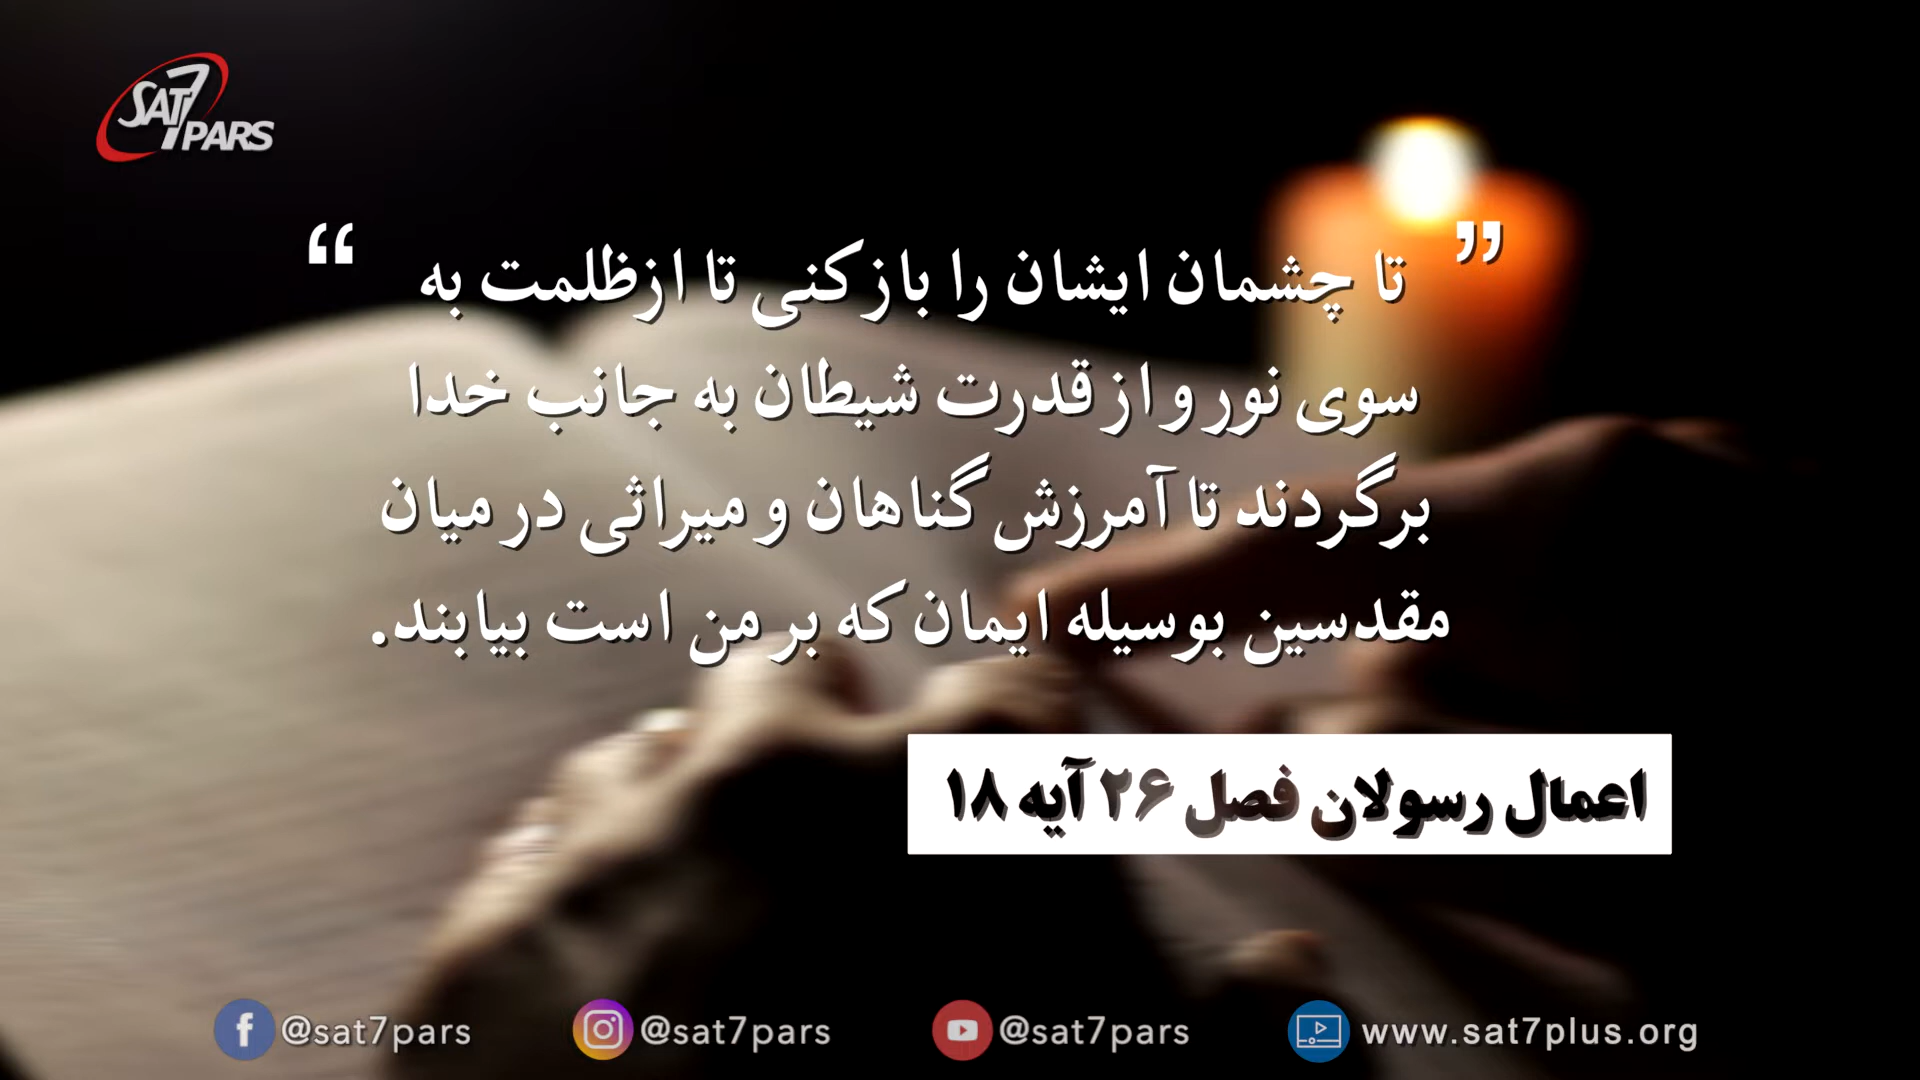 SAT7 PARS
” تا چشمان ایشان را باز کنی تا از ظلمت به “
سوی نور و از قدرت شیطان به جانب خدا
برگردند تا آمرزش گناهان و میراثی در میان
مقدسین بوسیله ایمان که بر من است بیابند.
اعمال رسولان فصل ۲۶ آیه ۱۸
@sat7pars @sat7pars @sat7pars www.sat7plus.org